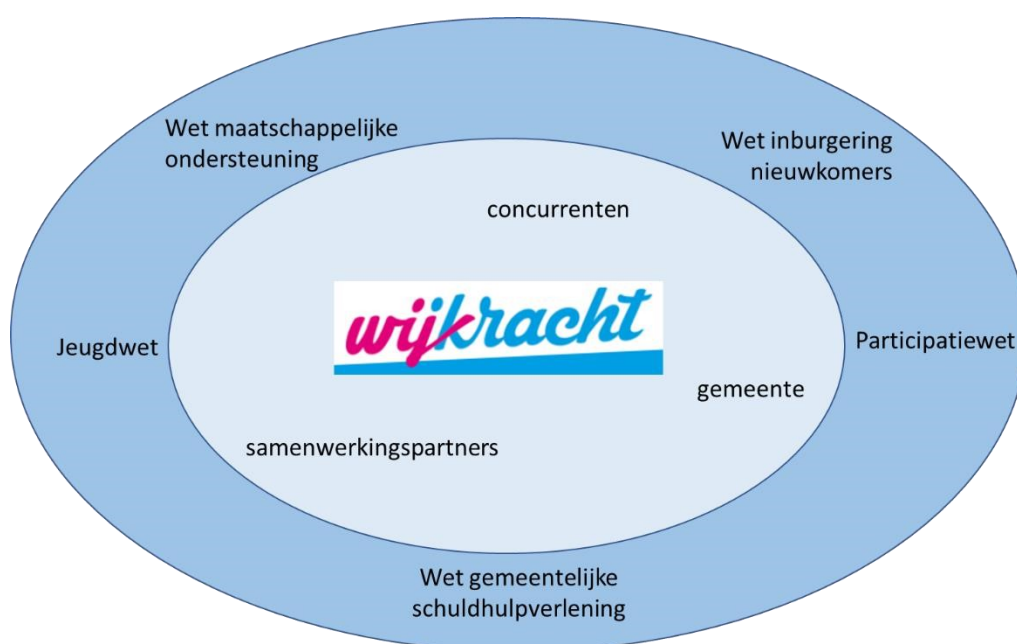 Wet maatschappelijke
ondersteuning
Wet inburgering
nieuwkomers
concurrenten
wijkracht
Jeugdwet
Participatiewet
gemeente
samenwerkingspartners
Wet gemeentelijke
schuldhulpverlening